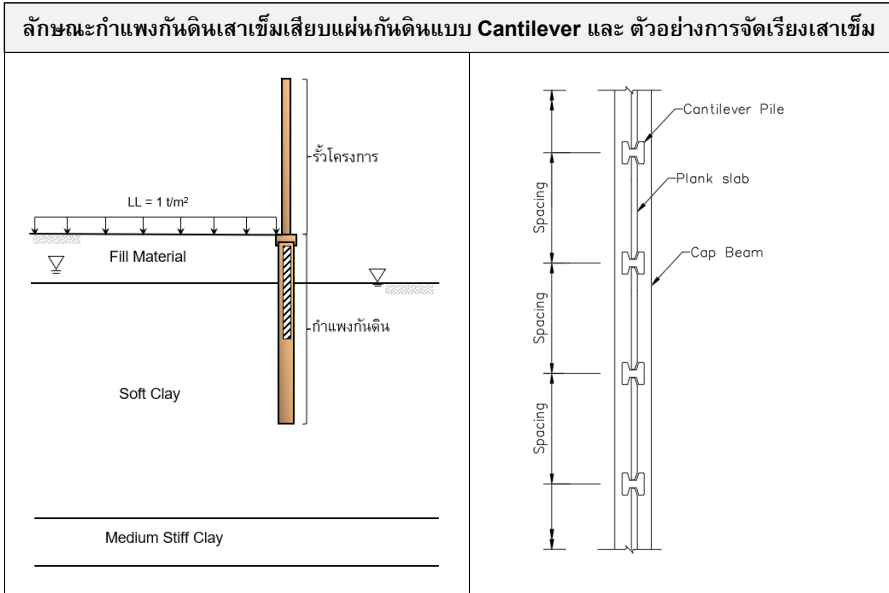 ลักษณะกำแพงกันดินเสาเข็มเสียบแผ่นกันดินแบบ Cantilever และ ตัวอย่างการจัดเรียงเสาเข็ม
รั้วโครงการ
LL = 1 t/m²
Fill Material
กำแพงกันดิน
Soft Clay
Medium Stiff Clay
Cantilever Pile
Plank slab
Cap Beam
Spacing
Spacing
Spacing